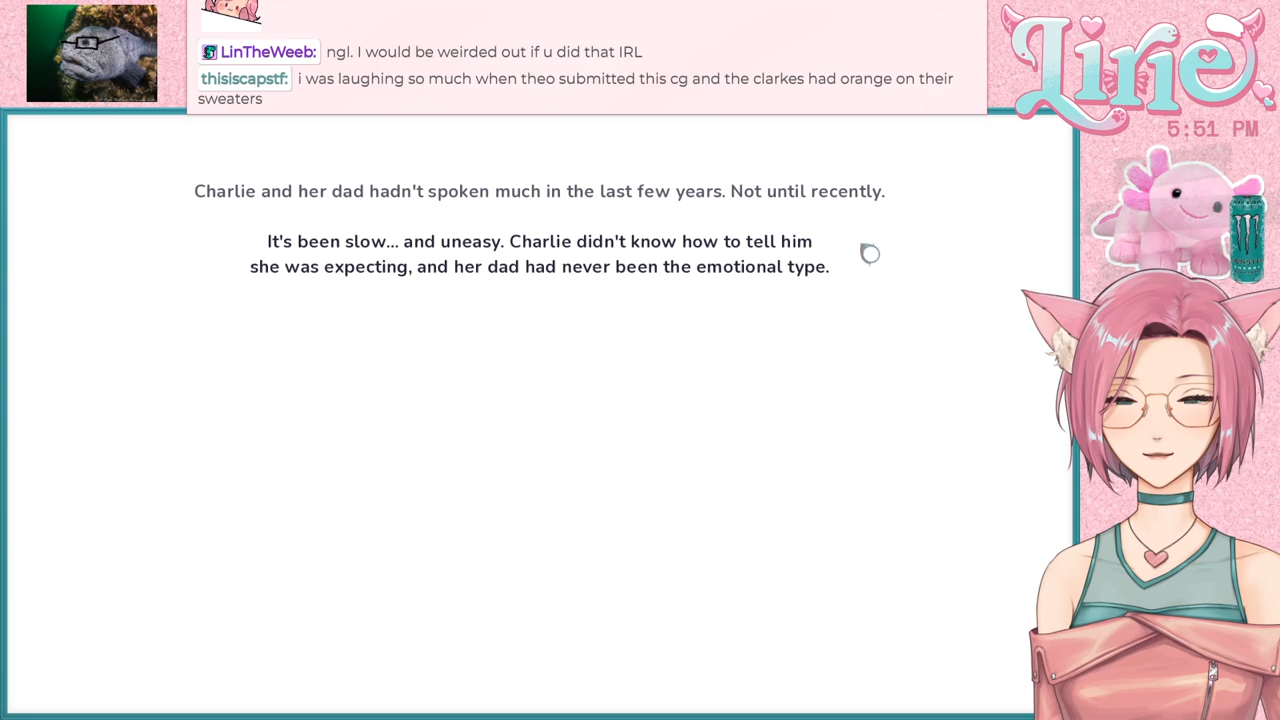 LinTheWeeb: ngl. I would be weirded out if u did that IRL
thisiscapstf: i was laughing so much when theo submitted this cg and the clarkes had orange on their
sweaters
Lirie
5:51 PM
Charlie and her dad hadn't spoken much in the last few years. Not until recently.
It's been slow... and uneasy. Charlie didn't know how to tell him
she was expecting, and her dad had never been the emotional type.